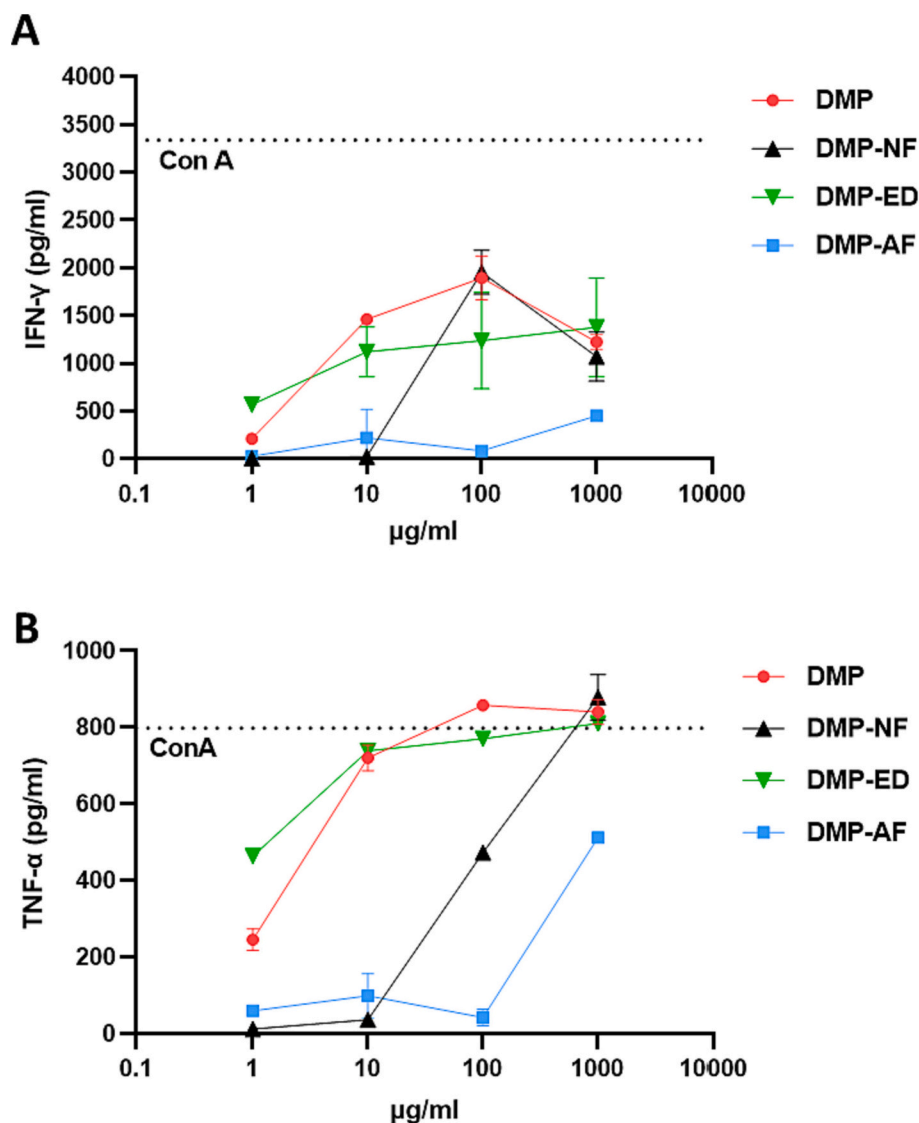 A
4000
3500
3000
2500
2000
1500
1000
500
0
IFN-γ (pg/ml)
Con A
0.1 1 10 100 1000 10000
µg/ml
DMP
DMP-NF
DMP-ED
DMP-AF
B
1000
800
600
400
200
0
TNF-α (pg/ml)
ConA
0.1 1 10 100 1000 10000
µg/ml
DMP
DMP-NF
DMP-ED
DMP-AF